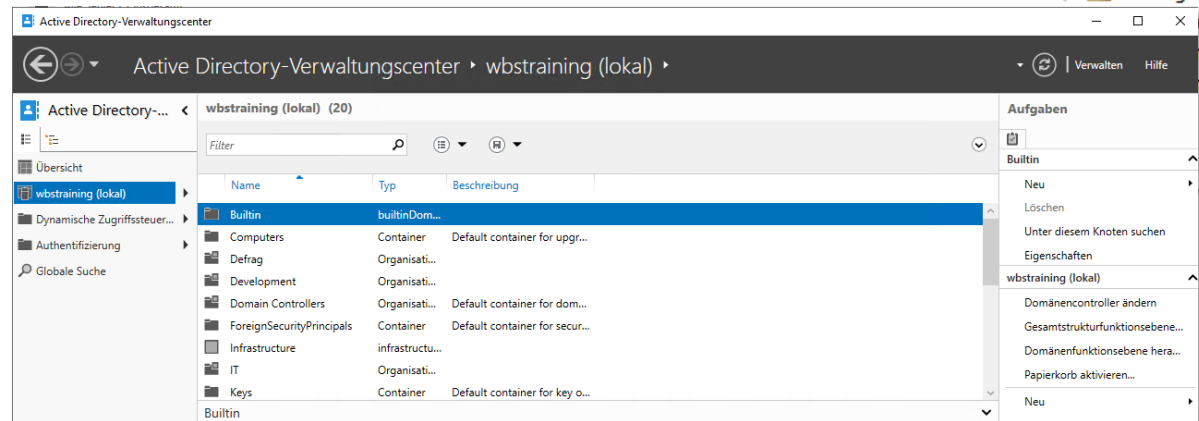 Active Directory-Verwaltungscenter
Active Directory-Verwaltungscenter ‣ wbstraining (lokal) ‣
Verwalten Hilfe
Active Directory-...
Übersicht
wbstraining (lokal)
Dynamische Zugriffssteuer...
Authentifizierung
Globale Suche
wbstraining (lokal) (20)
Filter
Name Typ Beschreibung
Builtin builtinDom...
Computers Container Default container for upgr...
Defrag Organisati...
Development Organisati...
Domain Controllers Organisati... Default container for dom...
ForeignSecurityPrincipals Container Default container for secur...
Infrastructure infrastructu...
IT Organisati...
Keys Container Default container for key o...
Builtin
Aufgaben
Builtin
Neu
Löschen
Unter diesem Knoten suchen
Eigenschaften
wbstraining (lokal)
Domänencontroller ändern
Gesamtstrukturfunktionsebene...
Domänenfunktionsebene hera...
Papierkorb aktivieren...
Neu